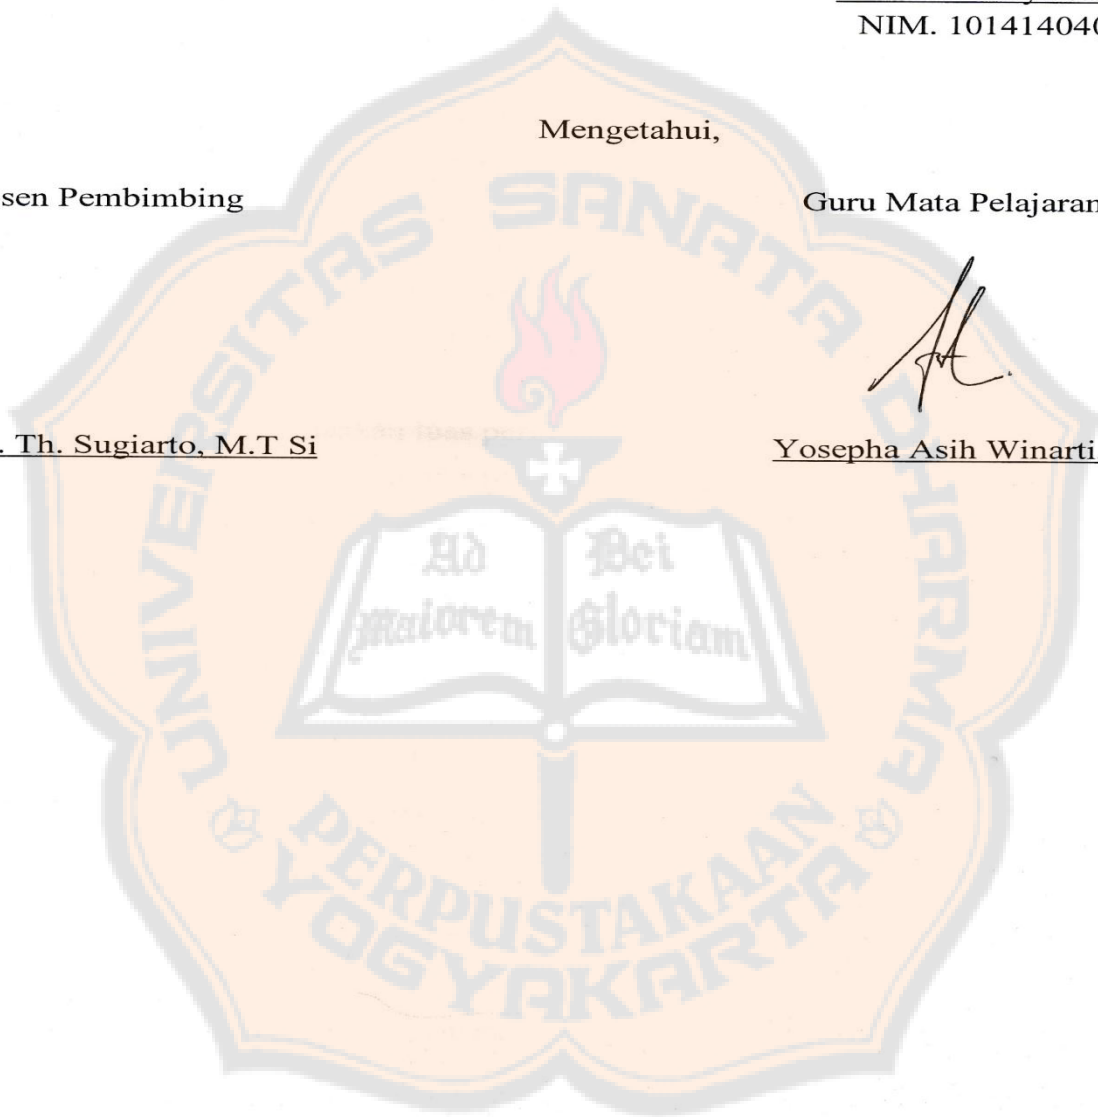 NIM. 101414040
Mengetahui,
sen Pembimbing
Guru Mata Pelajaran
. Th. Sugiarto, M.T Si
Yosepha Asih Winarti
UNIVERSITAS SANATA DHARMA
Ad Dei
Maiorem Gloriam
PERPUSTAKAAN
YOGYAKARTA